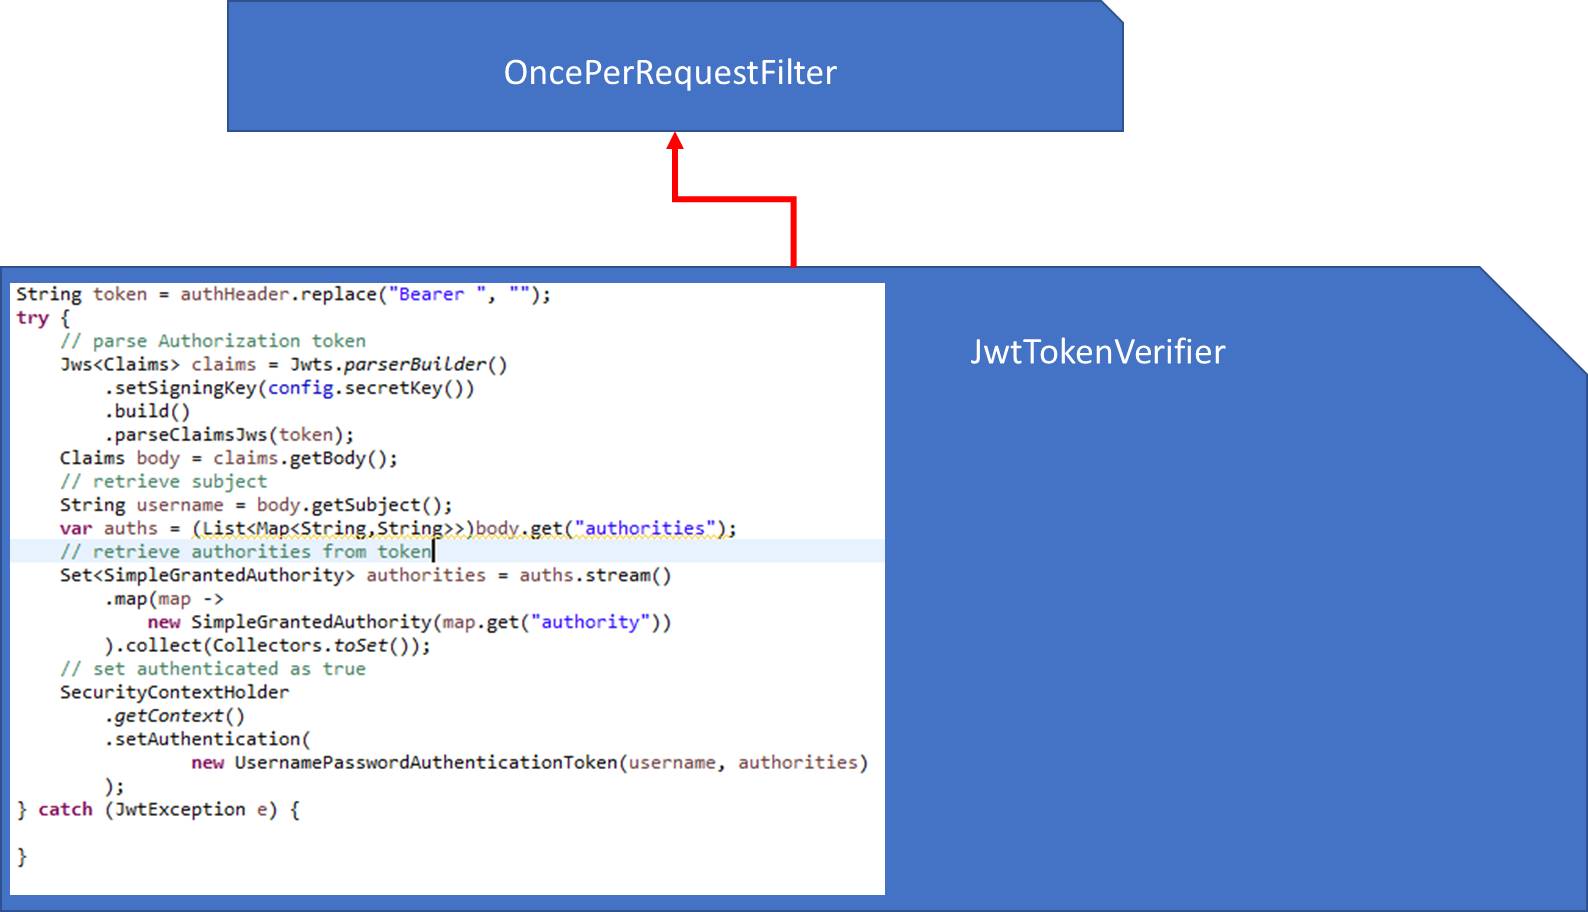 OncePerRequestFilter
String token = authHeader.replace("Bearer ", "");
try {
    // parse Authorization token
    Jws<Claims> claims = Jwts.parserBuilder()
        .setSigningKey(config.secretKey())
        .build()
        .parseClaimsJws(token);
    Claims body = claims.getBody();
    // retrieve subject
    String username = body.getSubject();
    var auths = (List<Map<String,String>>)body.get("authorities");
    // retrieve authorities from token
    Set<SimpleGrantedAuthority> authorities = auths.stream()
        .map(map ->
            new SimpleGrantedAuthority(map.get("authority"))
        ).collect(Collectors.toSet());
    // set authenticated as true
    SecurityContextHolder
        .getContext()
        .setAuthentication(
                new UsernamePasswordAuthenticationToken(username, authorities)
        );
} catch (JwtException e) {
}
JwtTokenVerifier